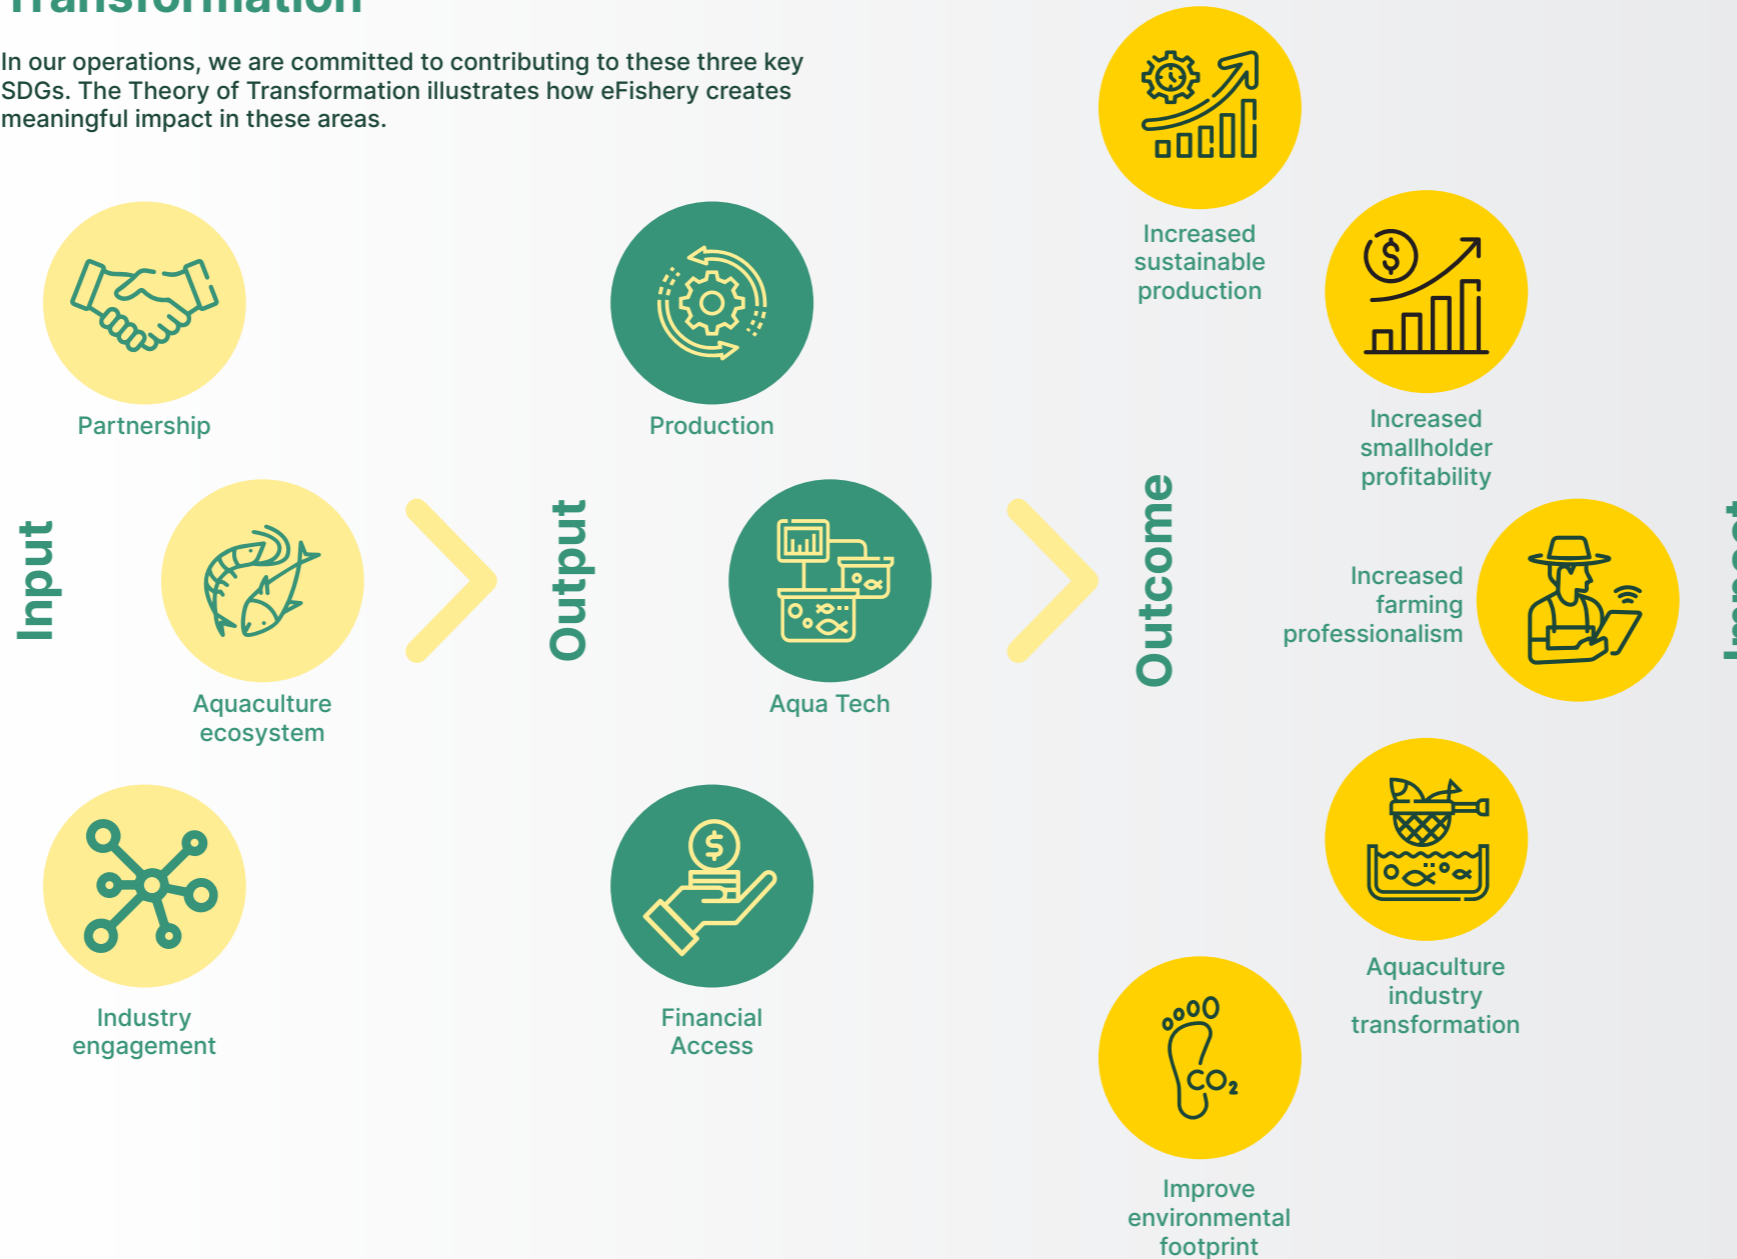 Transformation
In our operations, we are committed to contributing to these three key
SDGs. The Theory of Transformation illustrates how eFishery creates
meaningful impact in these areas.
Input
Partnership
Aquaculture
ecosystem
Industry
engagement
Output
Production
Aqua Tech
Financial
Access
Outcome
Increased
sustainable
production
Increased
smallholder
profitability
Increased
farming
professionalism
Aquaculture
industry
transformation
CO₂
Improve
environmental
footprint